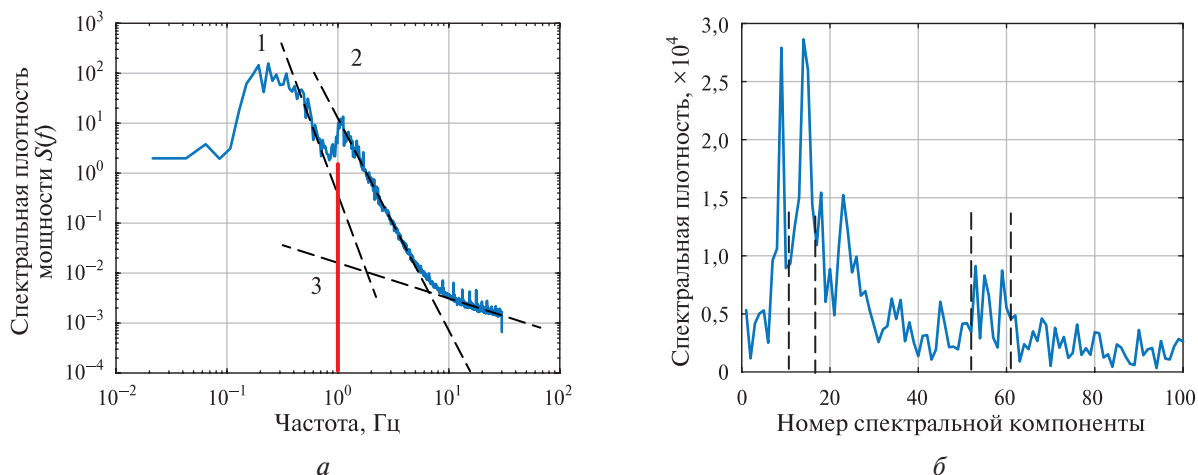 Спектральная плотность
мощности S(f)
10³
10²
10¹
10⁰
10⁻¹
10⁻²
10⁻³
10⁻⁴
1
2
3
10⁻² 10⁻¹ 10⁰ 10¹ 10²
Частота, Гц
а
Спектральная плотность, ×10⁴
3,0
2,5
2,0
1,5
1,0
0,5
0
0 20 40 60 80 100
Номер спектральной компоненты
б